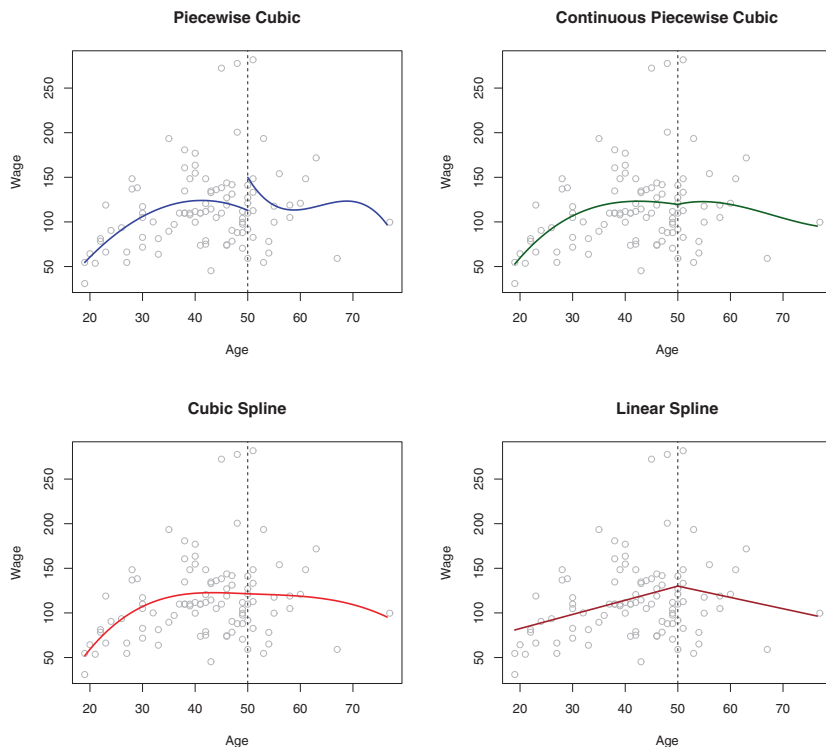 Piecewise Cubic
Continuous Piecewise Cubic
50 100 150 200 250
Wage
20 30 40 50 60 70
Age
50 100 150 200 250
Wage
20 30 40 50 60 70
Age
Cubic Spline
Linear Spline
50 100 150 200 250
Wage
20 30 40 50 60 70
Age
50 100 150 200 250
Wage
20 30 40 50 60 70
Age